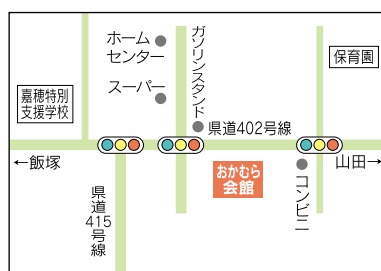 ホーム
センター
スーパー
ガソリンスタンド
保育園
嘉穂特別
支援学校
県道402号線
←飯塚
山田→
おかむら
会館
コンビニ
県道
415
号線